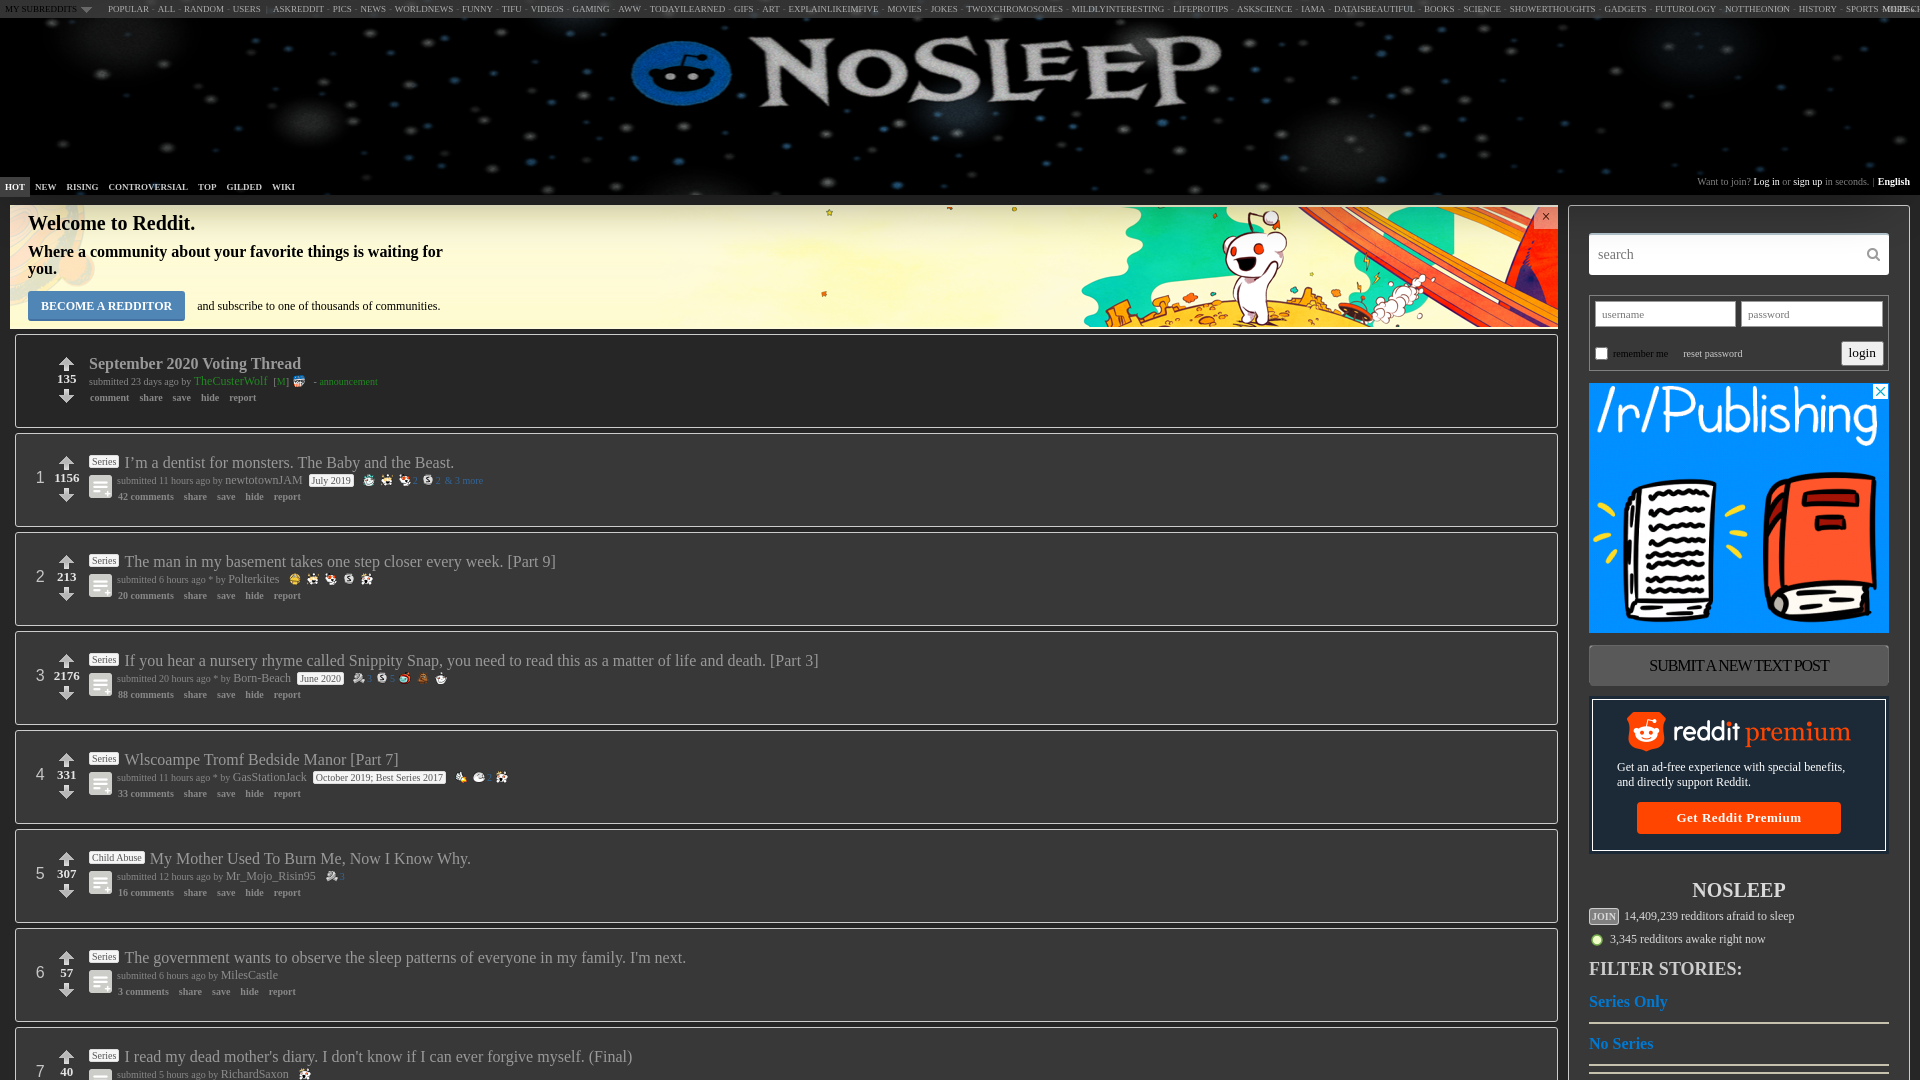 MY SUBREDDITS POPULAR - ALL - RANDOM - USERS | ASKREDDIT - PICS - NEWS - WORLDNEWS - FUNNY - TIFU - VIDEOS - GAMING - AWW - TODAYILEARNED - GIFS - ART - EXPLAINLIKEIMFIVE - MOVIES - JOKES - TWOXCHROMOSOMES - MILDLYINTERESTING - LIFEPROTIPS - ASKSCIENCE - IAMA - DATAISBEAUTIFUL - BOOKS - SCIENCE - SHOWERTHOUGHTS - GADGETS - FUTUROLOGY - NOTTHEONION - HISTORY - SPORTS
NOSLEEP
HOT NEW RISING CONTROVERSIAL TOP GILDED WIKI
Want to join? Log in or sign up in seconds. | English
Welcome to Reddit.
Where a community about your favorite things is waiting for
you.
BECOME A REDDITOR and subscribe to one of thousands of communities.
×
135
September 2020 Voting Thread
submitted 23 days ago by TheCusterWolf [M] - announcement
comment share save hide report
1 1156
Series I’m a dentist for monsters. The Baby and the Beast.
submitted 11 hours ago by newtotownJAM July 2019 2 2 & 3 more
42 comments share save hide report
2 213
Series The man in my basement takes one step closer every week. [Part 9]
submitted 6 hours ago * by Polterkites
20 comments share save hide report
3 2176
Series If you hear a nursery rhyme called Snippity Snap, you need to read this as a matter of life and death. [Part 3]
submitted 20 hours ago * by Born-Beach June 2020
88 comments share save hide report
4 331
Series Wlscoampe Tromf Bedside Manor [Part 7]
submitted 11 hours ago * by GasStationJack October 2019; Best Series 2017
33 comments share save hide report
5 307
Child Abuse My Mother Used To Burn Me, Now I Know Why.
submitted 12 hours ago by Mr_Mojo_Risin95
16 comments share save hide report
6 57
Series The government wants to observe the sleep patterns of everyone in my family. I'm next.
submitted 6 hours ago by MilesCastle
3 comments share save hide report
7 40
Series I read my dead mother's diary. I don't know if I can ever forgive myself. (Final)
submitted 5 hours ago by RichardSaxon
search
username password
remember me reset password login
/r/Publishing
SUBMIT A NEW TEXT POST
reddit premium
Get an ad-free experience with special benefits,
and directly support Reddit.
Get Reddit Premium
NOSLEEP
JOIN 14,409,239 redditors afraid to sleep
3,345 redditors awake right now
FILTER STORIES:
Series Only
No Series